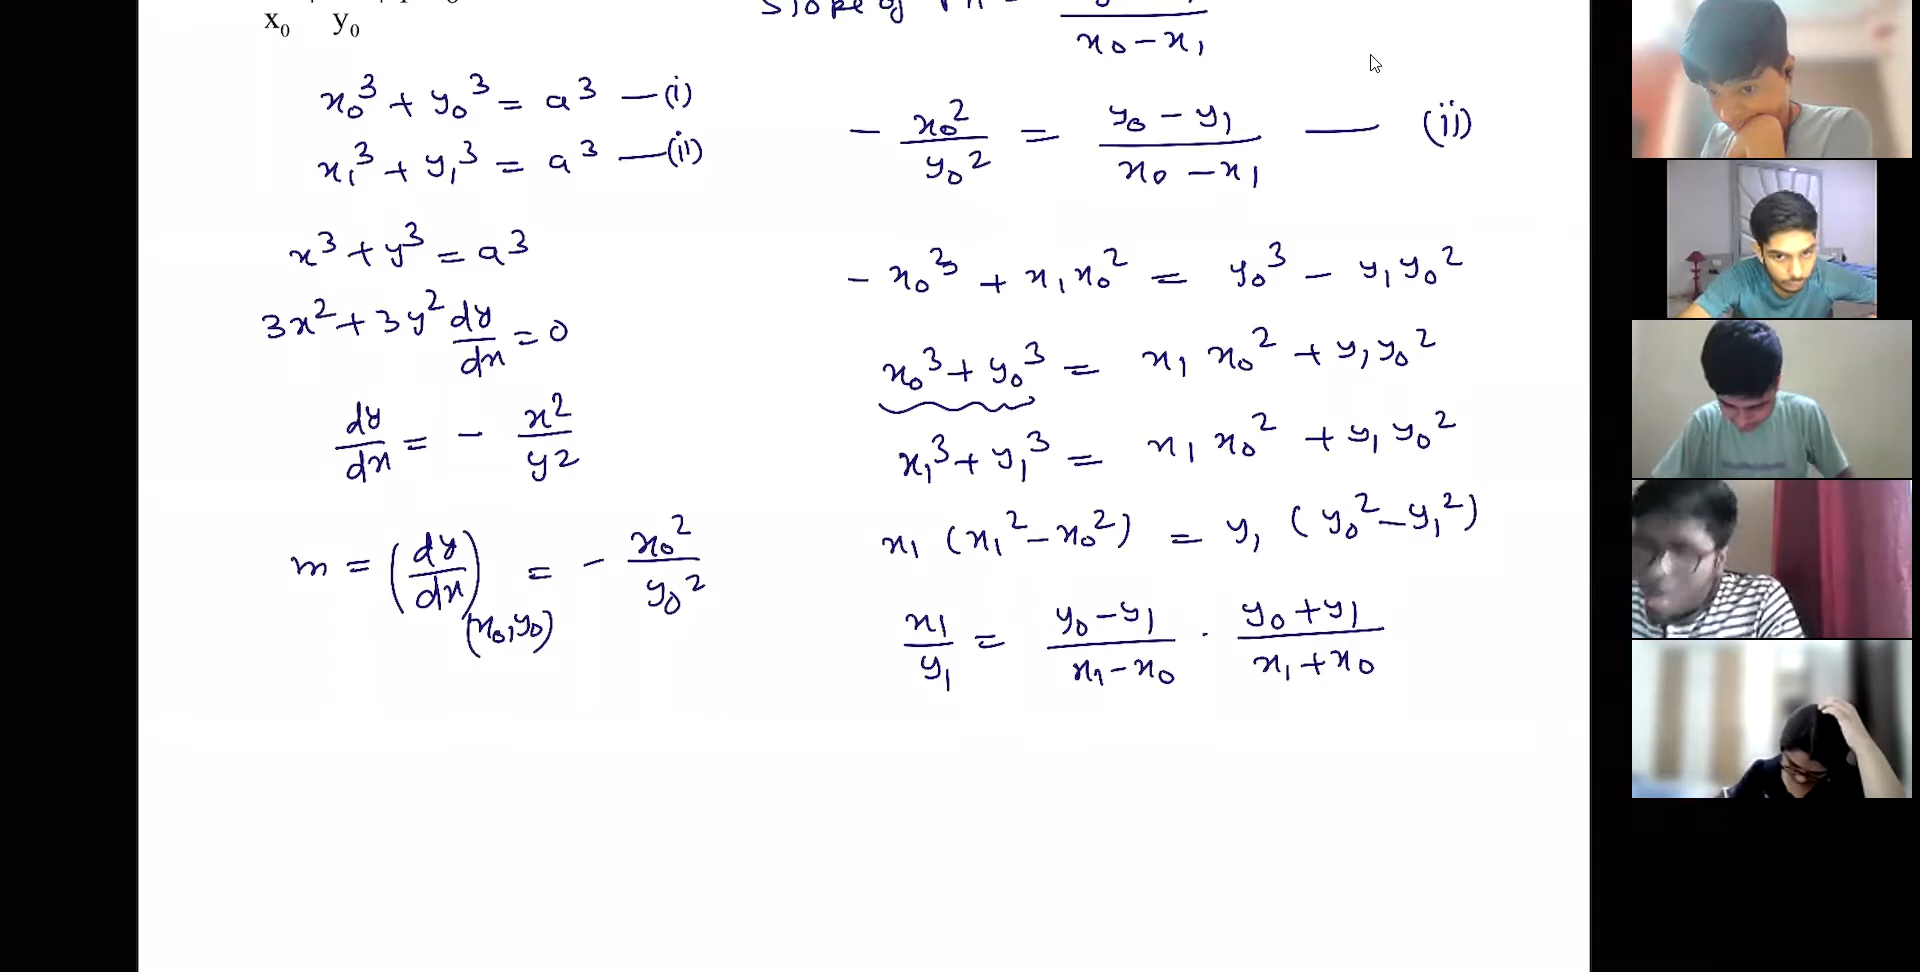 x₀ y₀
x₀³ + y₀³ = a³ —(i)
x₁³ + y₁³ = a³ —(ii)
x³ + y³ = a³
3x² + 3y² dy/dx = 0
dy/dx = - x²/y²
m = (dy/dx)(x₀,y₀) = - x₀²/y₀²
Slope of
x₀ - x₁
- x₀²/y₀² = (y₀ - y₁)/(x₀ - x₁) — (ii)
- x₀³ + x₁x₀² = y₀³ - y₁y₀²
x₀³ + y₀³ = x₁x₀² + y₁y₀²
x₁³ + y₁³ = x₁x₀² + y₁y₀²
x₁(x₁² - x₀²) = y₁(y₀² - y₁²)
x₁/y₁ = (y₀ - y₁)/(x₁ - x₀) · (y₀ + y₁)/(x₁ + x₀)